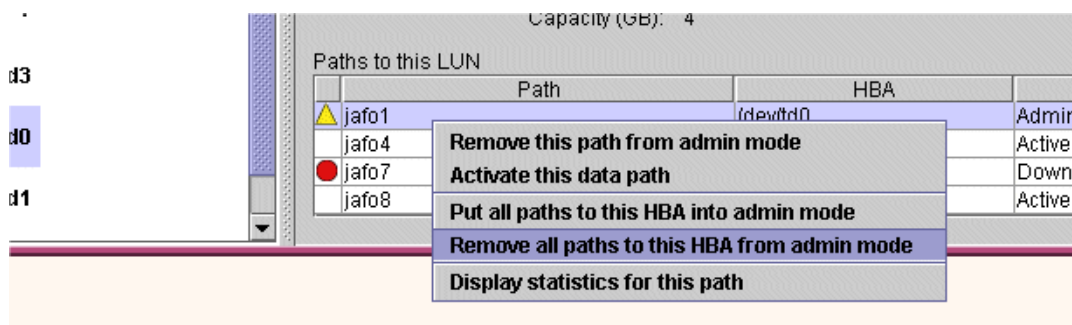 Capacity (GB): 4
d3
Paths to this LUN
Path HBA
jafo1 /dev/td0 Admin
d0
jafo4 Active
jafo7 Down
d1
jafo8 Active
Remove this path from admin mode
Activate this data path
Put all paths to this HBA into admin mode
Remove all paths to this HBA from admin mode
Display statistics for this path